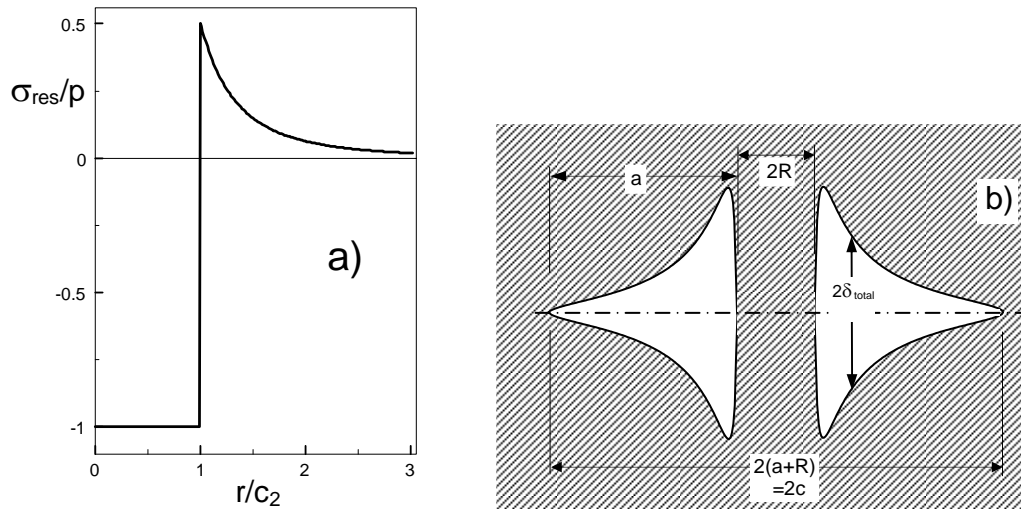 0.5
σres/p
0
-0.5
-1
a)
0
1
2
3
r/c2
a
2R
b)
2δtotal
2(a+R)
=2c